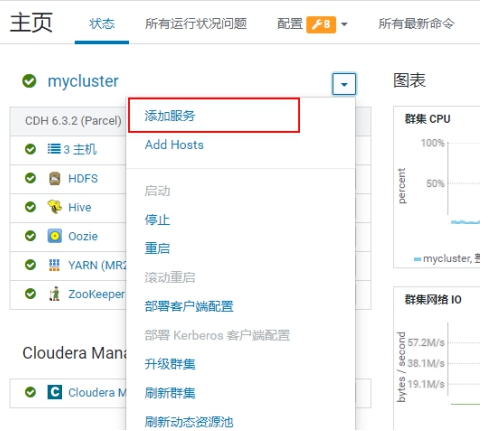 主页 状态 所有运行状况问题 配置 8 所有最新命令
mycluster
图表
CDH 6.3.2 (Parcel)
3 主机
HDFS
Hive
Oozie
YARN (MR2
ZooKeeper
Cloudera Mana
Cloudera M
添加服务
Add Hosts
启动
停止
重启
滚动重启
部署客户端配置
部署 Kerberos 客户端配置
升级群集
刷新群集
刷新动态资源池
群集 CPU
percent
100%
50%
mycluster,
群集网络 IO
bytes / second
57.2M/s
38.1M/s
19.1M/s